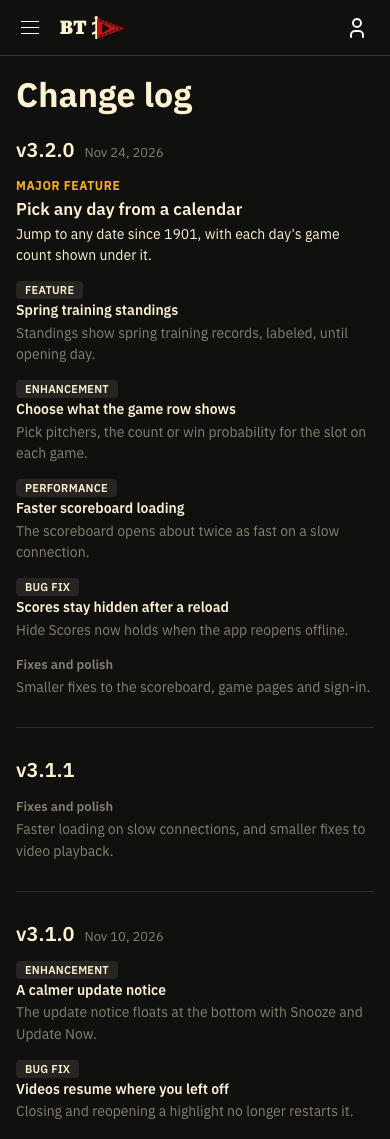 BT
Change log
v3.2.0 Nov 24, 2026
MAJOR FEATURE
Pick any day from a calendar
Jump to any date since 1901, with each day's game
count shown under it.
FEATURE
Spring training standings
Standings show spring training records, labeled, until
opening day.
ENHANCEMENT
Choose what the game row shows
Pick pitchers, the count or win probability for the slot on
each game.
PERFORMANCE
Faster scoreboard loading
The scoreboard opens about twice as fast on a slow
connection.
BUG FIX
Scores stay hidden after a reload
Hide Scores now holds when the app reopens offline.
Fixes and polish
Smaller fixes to the scoreboard, game pages and sign-in.
v3.1.1
Fixes and polish
Faster loading on slow connections, and smaller fixes to
video playback.
v3.1.0 Nov 10, 2026
ENHANCEMENT
A calmer update notice
The update notice floats at the bottom with Snooze and
Update Now.
BUG FIX
Videos resume where you left off
Closing and reopening a highlight no longer restarts it.